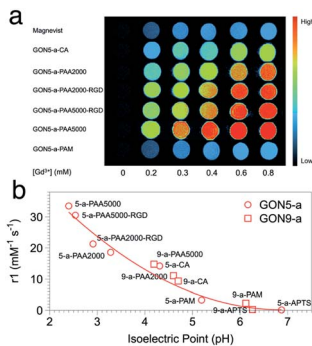 a
High
Low
Magnevist
GON5-a-CA
GON5-a-PAA2000
GON5-a-PAA2000-RGD
GON5-a-PAA5000-RGD
GON5-a-PAA5000
GON5-a-PAM
[Gd³⁺] (mM) 0 0.2 0.3 0.4 0.6 0.8
b
r1 (mM⁻¹ s⁻¹)
30
20
10
0
GON5-a
GON9-a
5-a-PAA5000
5-a-PAA5000-RGD
5-a-PAA2000-RGD
5-a-PAA2000
9-a-PAA5000
5-a-CA
9-a-PAA2000
9-a-CA
5-a-PAM
9-a-PAM
9-a-APTS
5-a-APTS
3 4 5 6 7
Isoelectric Point (pH)